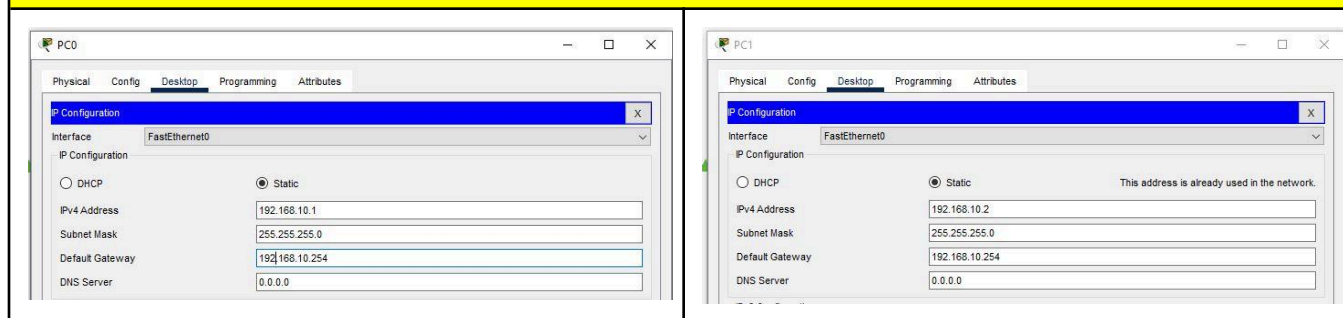 PC0
Physical Config Desktop Programming Attributes
IP Configuration X
Interface FastEthernet0
IP Configuration
DHCP Static
IPv4 Address 192.168.10.1
Subnet Mask 255.255.255.0
Default Gateway 192.168.10.254
DNS Server 0.0.0.0
PC1
Physical Config Desktop Programming Attributes
IP Configuration X
Interface FastEthernet0
IP Configuration
DHCP Static This address is already used in the network.
IPv4 Address 192.168.10.2
Subnet Mask 255.255.255.0
Default Gateway 192.168.10.254
DNS Server 0.0.0.0